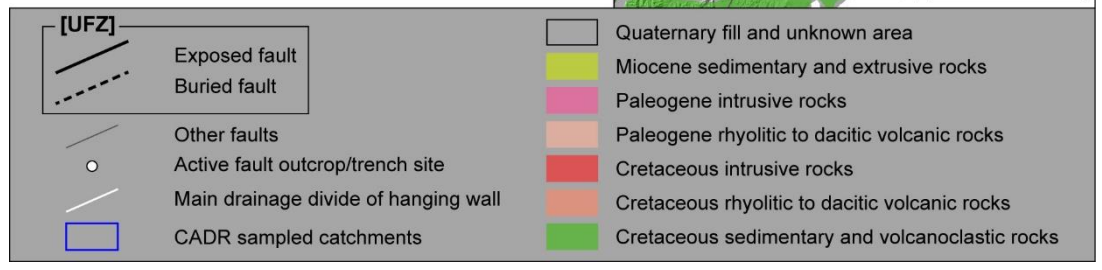 [UFZ]
Exposed fault
Buried fault
Other faults
Active fault outcrop/trench site
Main drainage divide of hanging wall
CADR sampled catchments
Quaternary fill and unknown area
Miocene sedimentary and extrusive rocks
Paleogene intrusive rocks
Paleogene rhyolitic to dacitic volcanic rocks
Cretaceous intrusive rocks
Cretaceous rhyolitic to dacitic volcanic rocks
Cretaceous sedimentary and volcanoclastic rocks